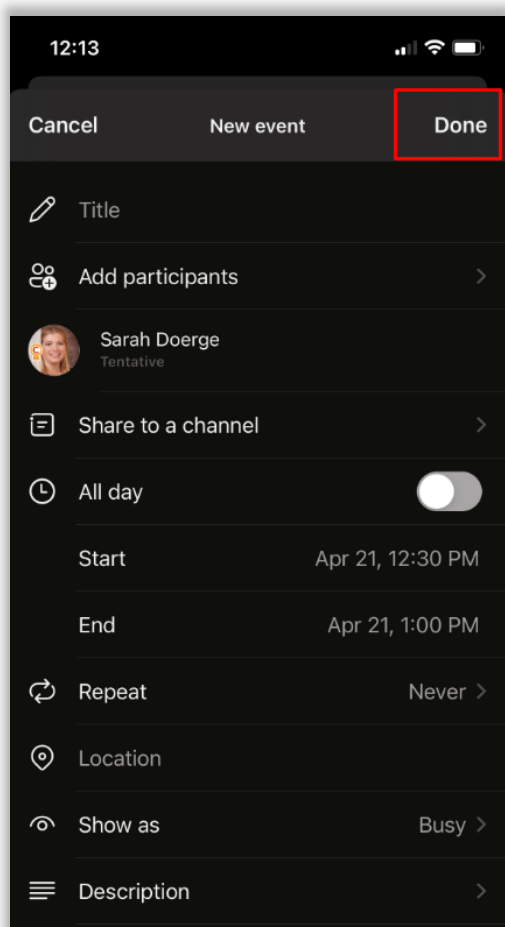 12:13
Cancel New event Done
Title
Add participants
Sarah Doerge
Tentative
Share to a channel
All day
Start Apr 21, 12:30 PM
End Apr 21, 1:00 PM
Repeat Never
Location
Show as Busy
Description